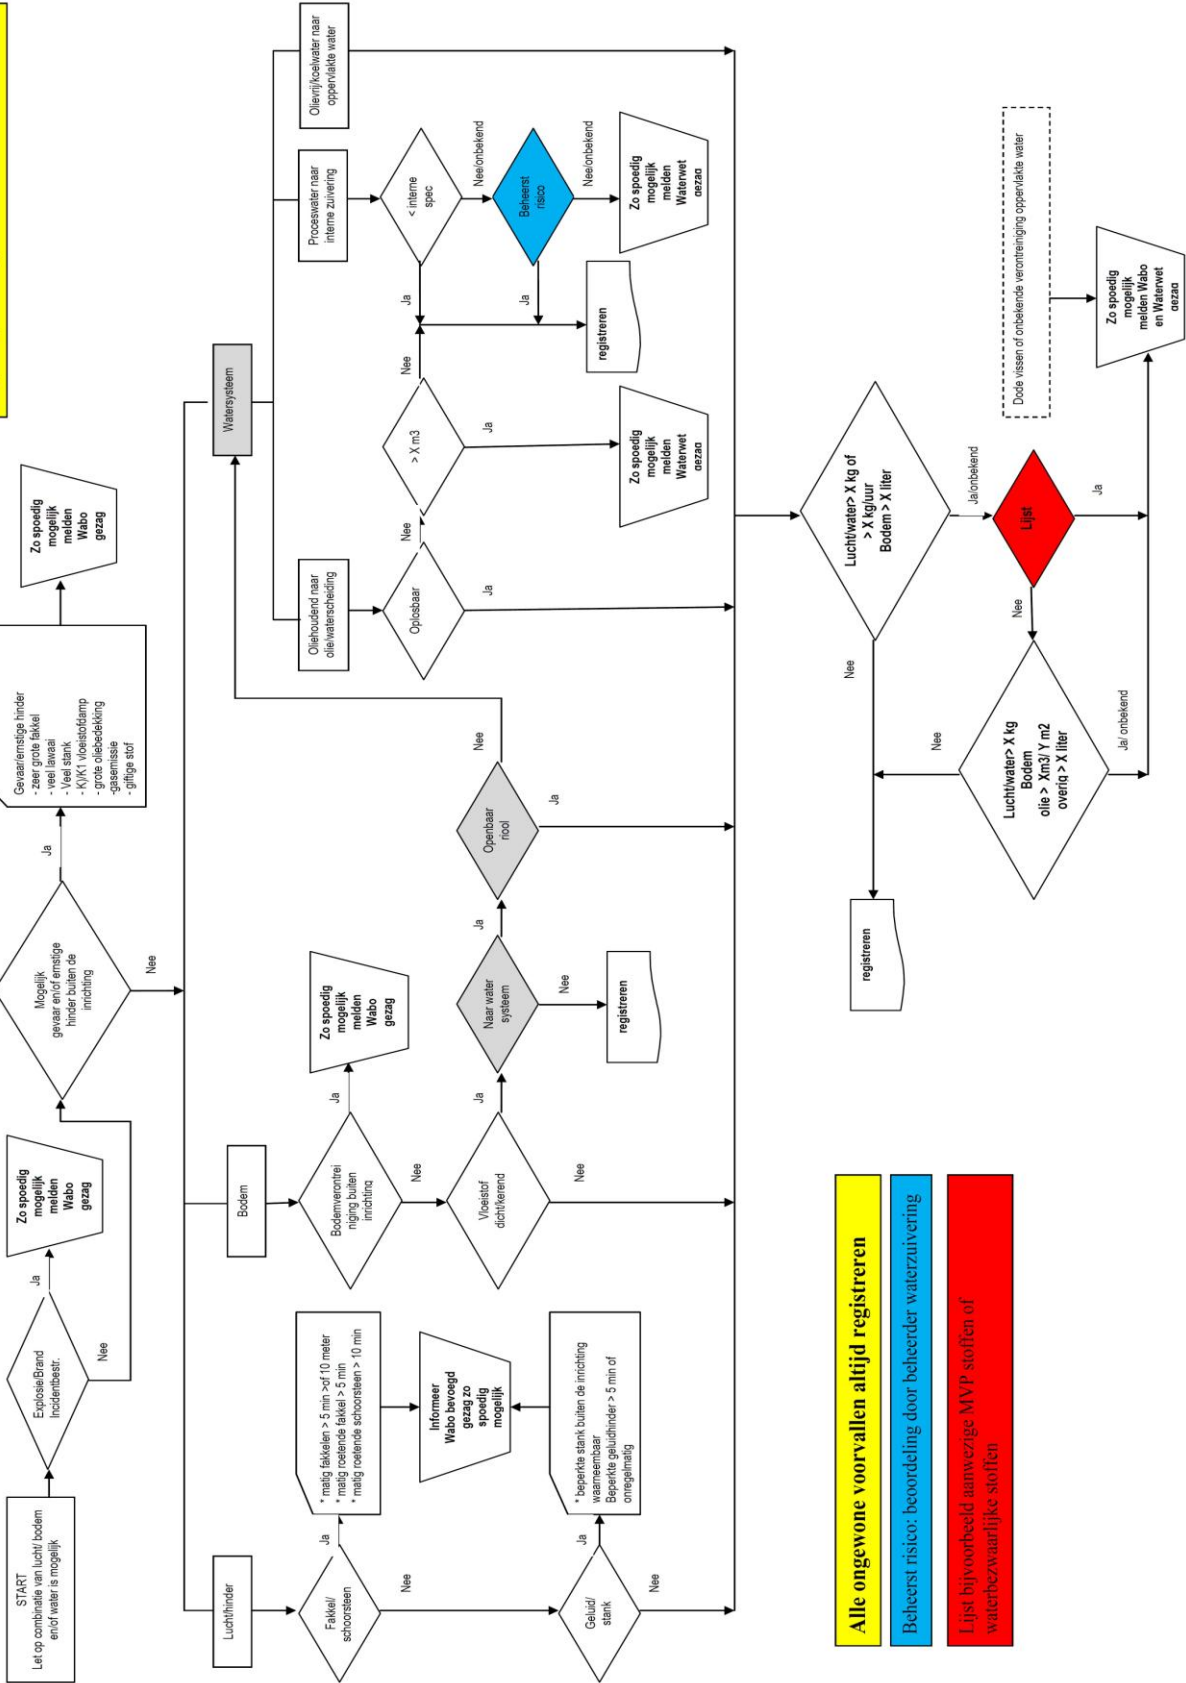 START
Let op combinatie van lucht/ bodem
en/of water is mogelijk
Explosie/Brand
Incidentbestr.
Ja
Nee
Zo spoedig
mogelijk
melden
Wabo
gezag
Mogelijk
gevaar en/of ernstige
hinder buiten de
inrichting
Ja
Nee
Gevaar/ernstige hinder
- zeer grote fakkel
- veel lawaai
- Veel stank
- K)/K1 vloeistofdamp
- grote oliebedekking
-gasemissie
- giftige stof
Zo spoedig
mogelijk
melden
Wabo
gezag
Lucht/hinder
Fakkel/
schoorsteen
Ja
Nee
* matig fakkelen > 5 min >of 10 meter
* matig roetende fakkel > 5 min
* matig roetende schoorsteen > 10 min
Informeer
Wabo bevoegd
gezag zo
spoedig
mogelijk
Geluid/
stank
Ja
Nee
* beperkte stank buiten de inrichting
waarneembaar
Beperkte geluidhinder > 5 min of
onregelmatig
Bodem
Bodemverontrei
niging buiten
inrichting
Ja
Nee
Zo spoedig
mogelijk
melden
Wabo
gezag
Vloeistof
dicht/kerend
Ja
Nee
Naar water
systeem
Ja
Nee
registreren
Openbaar
riool
Nee
Ja
Watersysteem
Oliehoudend naar
olie/waterscheiding
Oplosbaar
Nee
Ja
> X m3
Nee
Ja
Zo spoedig
mogelijk
melden
Waterwet
gezag
Proceswater naar
interne zuivering
< interne
spec
Ja
Nee/onbekend
Beheerst
risico
Ja
Nee/onbekend
registreren
Zo spoedig
mogelijk
melden
Waterwet
gezag
Olievrij/koelwater naar
oppervlakte water
Lucht/water> X kg of
> X kg/uur
Bodem > X liter
Nee
Ja/onbekend
Lijst
Nee
Ja
Lucht/water> X kg
Bodem
olie > Xm3/ Y m2
overig > X liter
Nee
Ja/ onbekend
registreren
Dode vissen of onbekende verontreiniging oppervlakte water
Zo spoedig
mogelijk
melden Wabo
en Waterwet
gezag
Alle ongewone voorvallen altijd registreren
Beheerst risico: beoordeling door beheerder waterzuivering
Lijst bijvoorbeeld aanwezige MVP stoffen of
waterbezwaarlijke stoffen